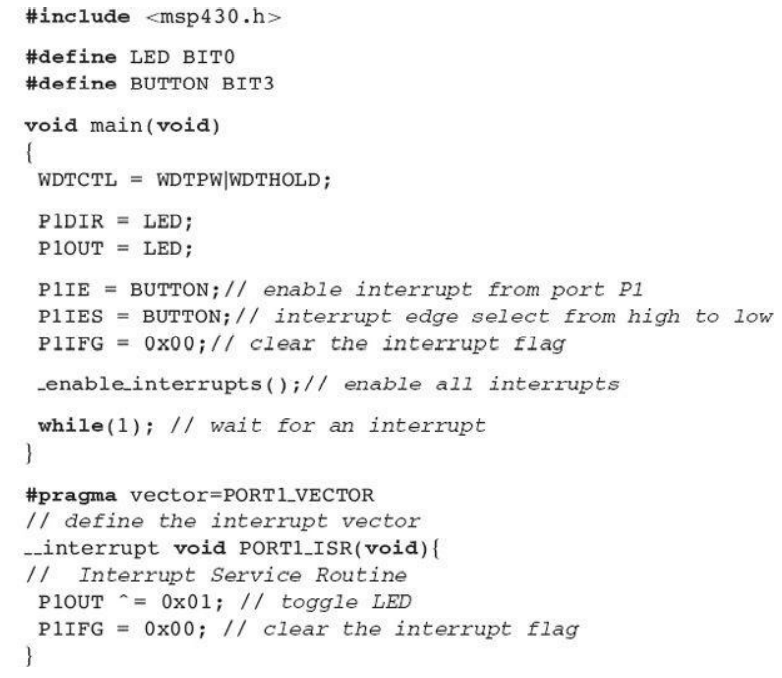 #include <msp430.h>
#define LED BIT0
#define BUTTON BIT3
void main(void)
{
WDTCTL = WDTPW|WDTHOLD;
P1DIR = LED;
P1OUT = LED;
P1IE = BUTTON;// enable interrupt from port P1
P1IES = BUTTON;// interrupt edge select from high to low
P1IFG = 0x00;// clear the interrupt flag
_enable_interrupts();// enable all interrupts
while(1); // wait for an interrupt
}
#pragma vector=PORT1_VECTOR
// define the interrupt vector
__interrupt void PORT1_ISR(void){
// Interrupt Service Routine
P1OUT ^= 0x01; // toggle LED
P1IFG = 0x00; // clear the interrupt flag
}